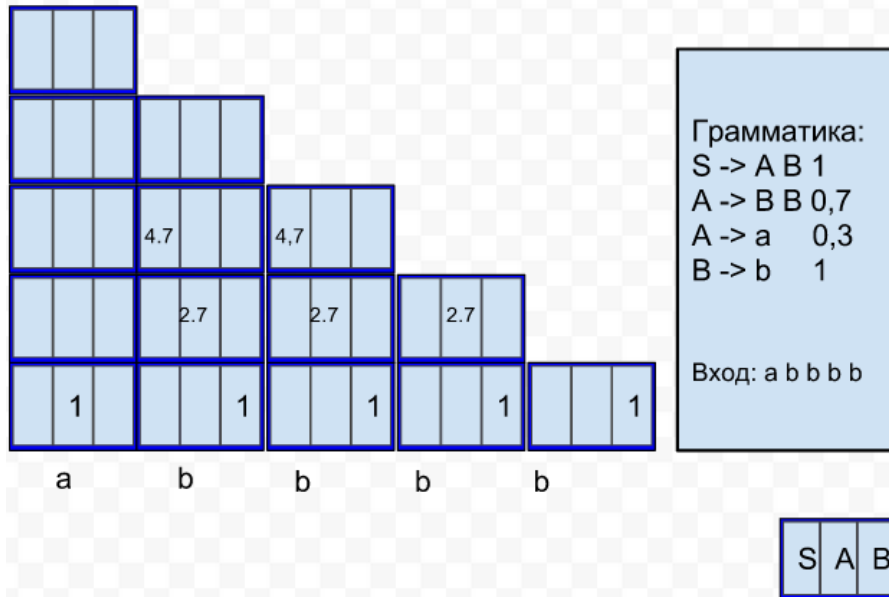 Грамматика:
S -> A B 1
A -> B B 0,7
A -> a 0,3
B -> b 1
Вход: a b b b b
4.7 4,7
2.7 2.7 2.7
1 1 1 1 1
a b b b b
S A B